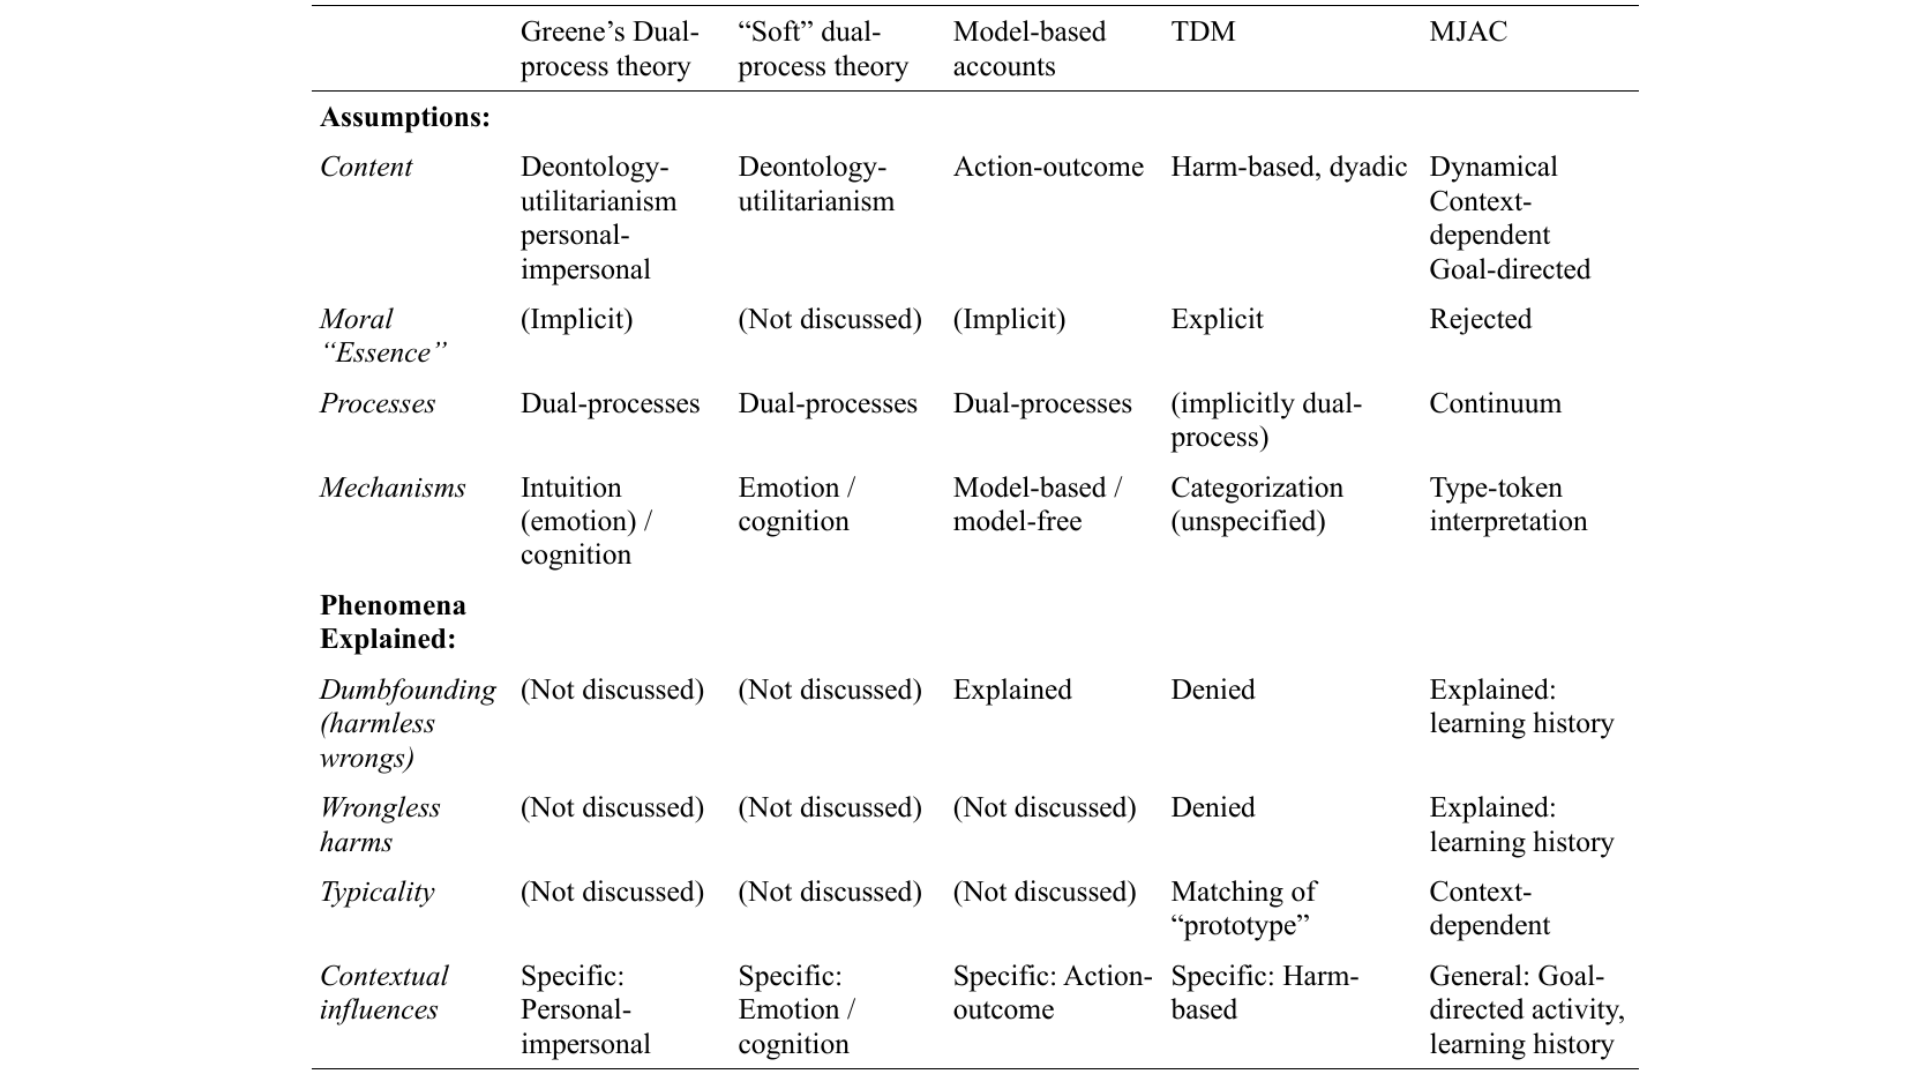 Greene’s Dual-process theory “Soft” dual-process theory Model-based accounts TDM MJAC
Assumptions:
Content Deontology-utilitarianism personal-impersonal Deontology-utilitarianism Action-outcome Harm-based, dyadic Dynamical Context-dependent Goal-directed
Moral “Essence” (Implicit) (Not discussed) (Implicit) Explicit Rejected
Processes Dual-processes Dual-processes Dual-processes (implicitly dual-process) Continuum
Mechanisms Intuition (emotion) / cognition Emotion / cognition Model-based / model-free Categorization (unspecified) Type-token interpretation
Phenomena Explained:
Dumbfounding (harmless wrongs) (Not discussed) (Not discussed) Explained Denied Explained: learning history
Wrongless harms (Not discussed) (Not discussed) (Not discussed) Denied Explained: learning history
Typicality (Not discussed) (Not discussed) (Not discussed) Matching of “prototype” Context-dependent
Contextual influences Specific: Personal-impersonal Specific: Emotion / cognition Specific: Action-outcome Specific: Harm-based General: Goal-directed activity, learning history